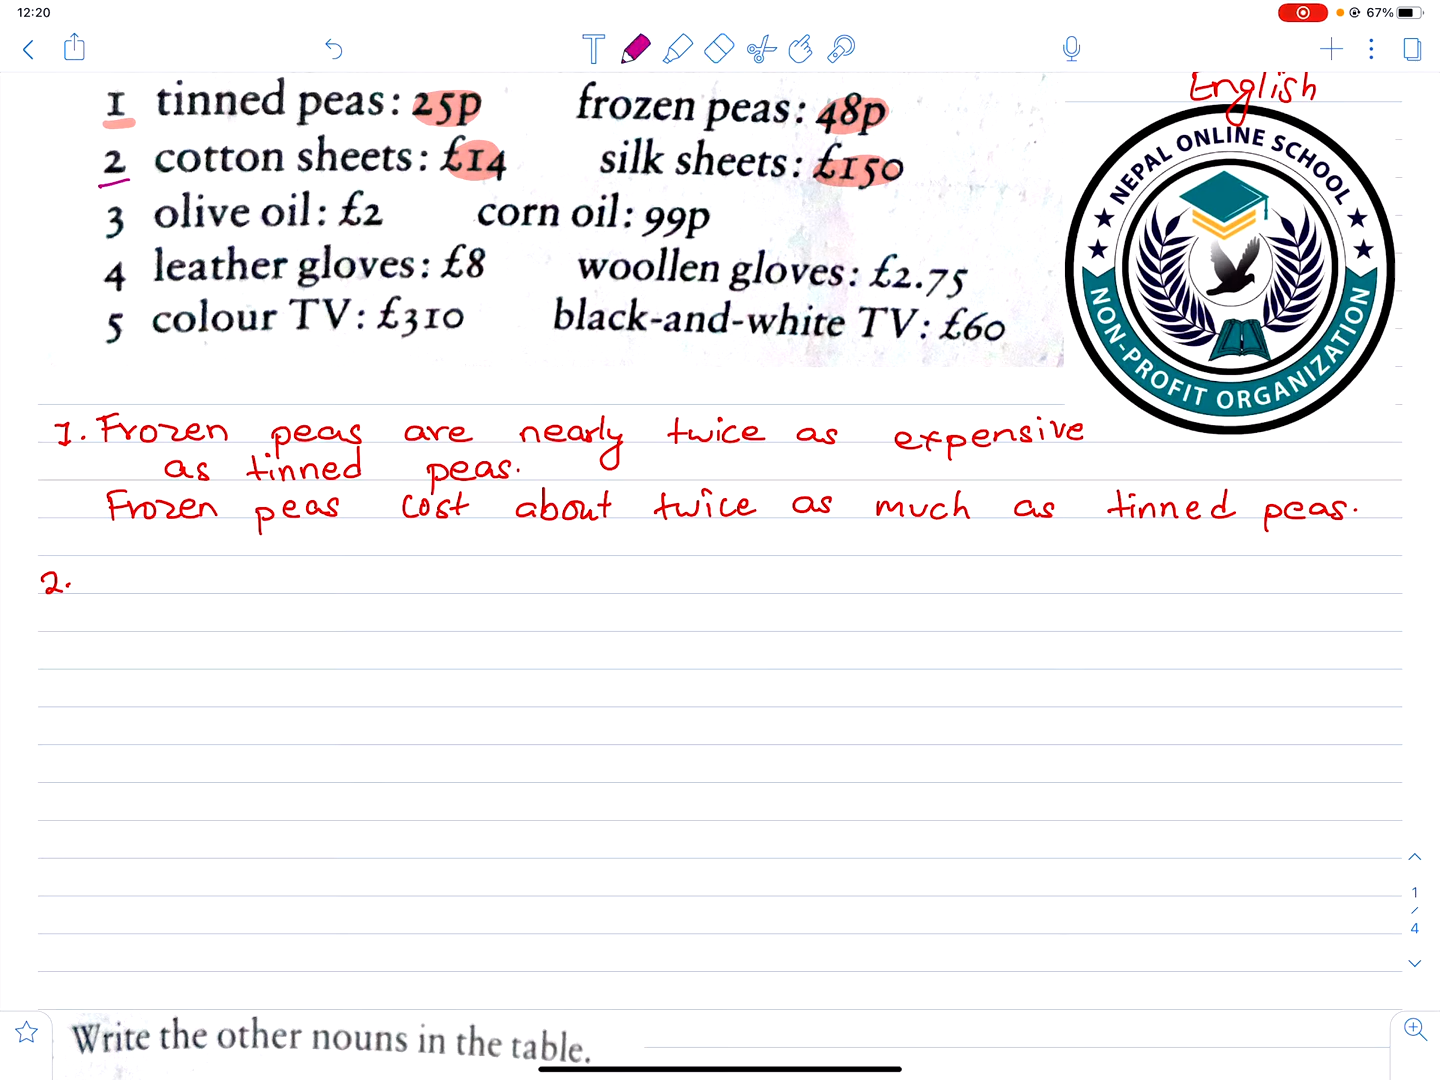 12:20
67%
English
1 tinned peas: 25p frozen peas: 48p
2 cotton sheets: £14 silk sheets: £150
3 olive oil: £2 corn oil: 99p
4 leather gloves: £8 woollen gloves: £2.75
5 colour TV: £310 black-and-white TV: £60
NEPAL ONLINE SCHOOL
NON-PROFIT ORGANIZATION
1. Frozen peas are nearly twice as expensive
as tinned peas.
Frozen peas cost about twice as much as tinned peas.
2.
1
/
4
Write the other nouns in the table.